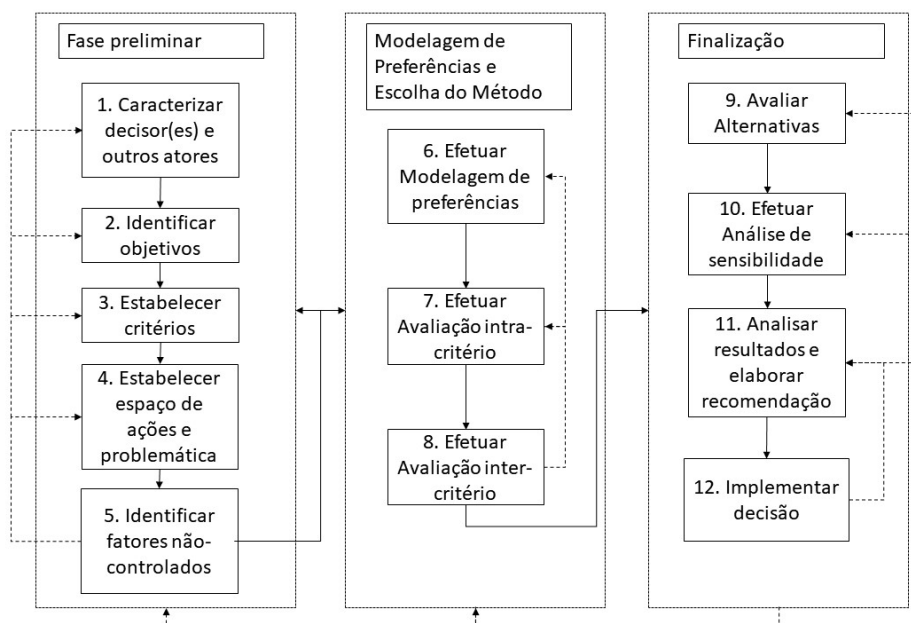 Fase preliminar
1. Caracterizar
decisor(es) e
outros atores
2. Identificar
objetivos
3. Estabelecer
critérios
4. Estabelecer
espaço de
ações e
problemática
5. Identificar
fatores não-
controlados
Modelagem de
Preferências e
Escolha do Método
6. Efetuar
Modelagem de
preferências
7. Efetuar
Avaliação intra-
critério
8. Efetuar
Avaliação inter-
critério
Finalização
9. Avaliar
Alternativas
10. Efetuar
Análise de
sensibilidade
11. Analisar
resultados e
elaborar
recomendação
12. Implementar
decisão